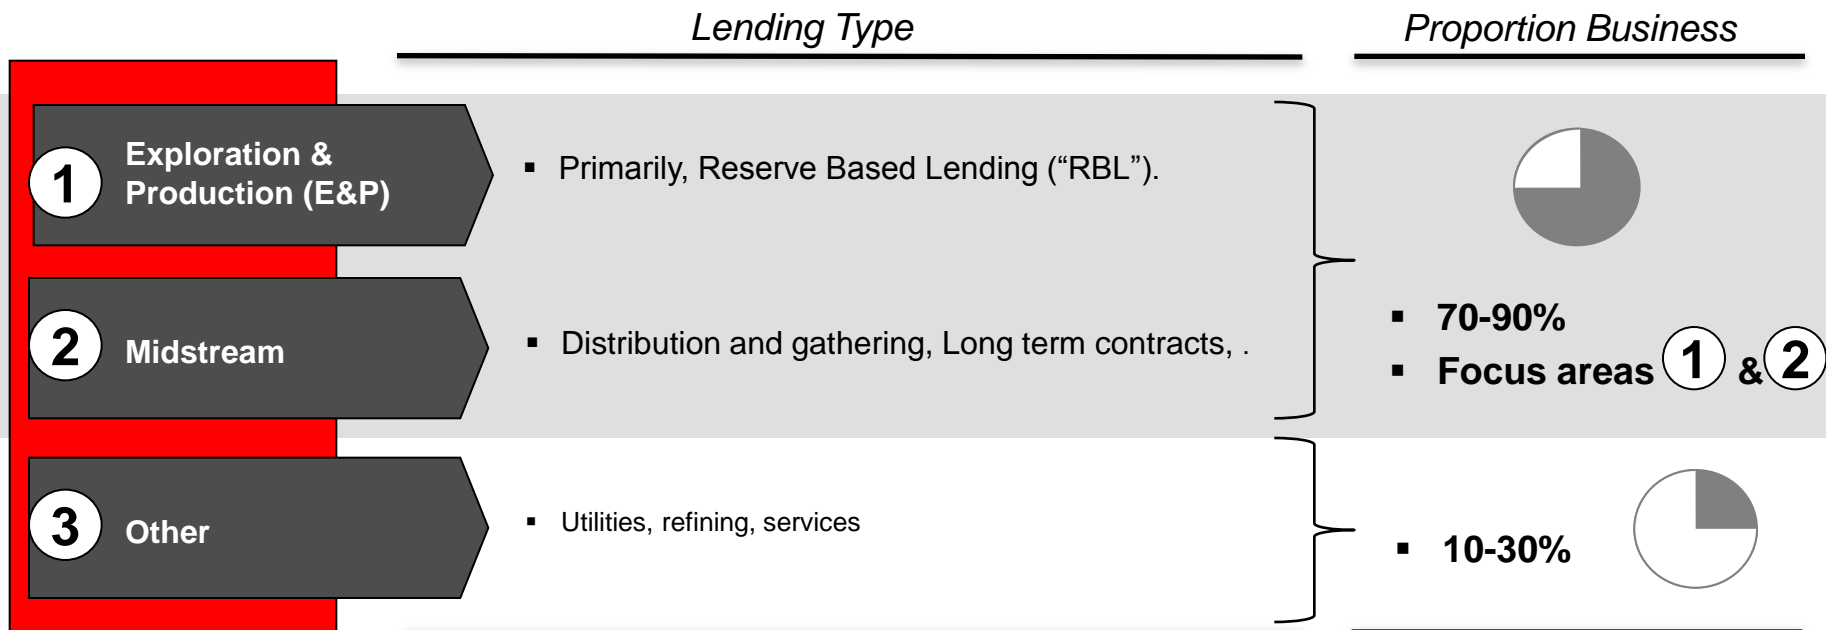 Lending Type
Proportion Business
1
Exploration &
Production (E&P)
▪ Primarily, Reserve Based Lending (“RBL”).
2
Midstream
▪ Distribution and gathering, Long term contracts, .
▪ 70-90%
▪ Focus areas 1 & 2
3
Other
▪ Utilities, refining, services
▪ 10-30%